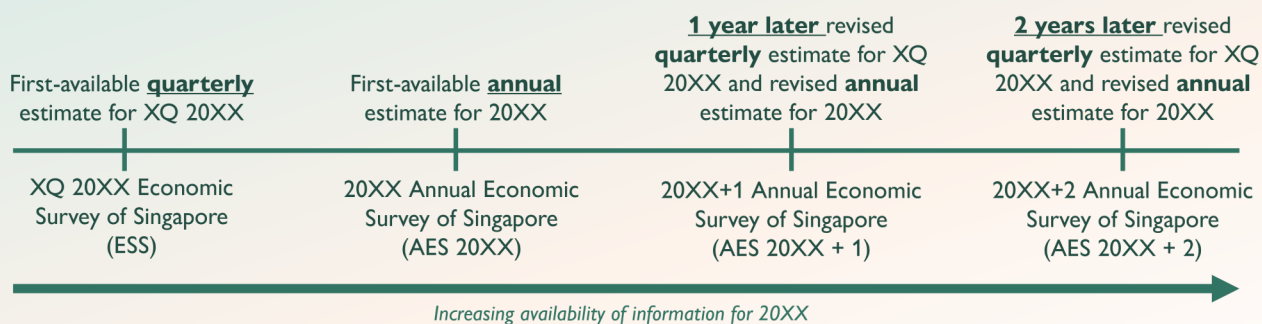 First-available quarterly
estimate for XQ 20XX
First-available annual
estimate for 20XX
1 year later revised
quarterly estimate for XQ
20XX and revised annual
estimate for 20XX
2 years later revised
quarterly estimate for XQ
20XX and revised annual
estimate for 20XX
XQ 20XX Economic
Survey of Singapore
(ESS)
20XX Annual Economic
Survey of Singapore
(AES 20XX)
20XX+1 Annual Economic
Survey of Singapore
(AES 20XX + 1)
20XX+2 Annual Economic
Survey of Singapore
(AES 20XX + 2)
Increasing availability of information for 20XX